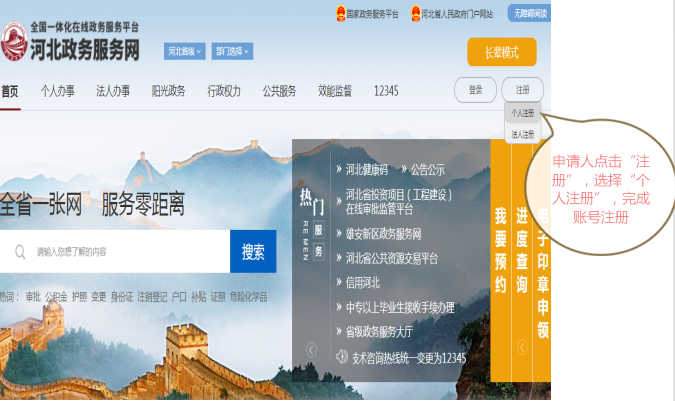 全国一体化在线政务服务平台
河北政务服务网
河北省级
部门选择
国家政务服务平台
河北省人民政府门户网站
无障碍阅读
长辈模式
首页 个人办事 法人办事 阳光政务 行政权力 公共服务 效能监督 12345
登录
注册
个人注册
法人注册
申请人点击“注
册”，选择“个
人注册”，完成
账号注册
全省一张网 服务零距离
请输入您想了解的内容
搜索
热词： 审批 公积金 护照 变更 身份证 注销登记 户口 补贴 证照 危险化学品
热门
服务
RE MEN
» 河北健康码 » 公告公示
» 河北省投资项目（工程建设）
在线审批监管平台
» 雄安新区政务服务网
» 河北省公共资源交易平台
» 信用河北
» 中专以上毕业生接收手续办理
» 省级政务服务大厅
技术咨询热线统一变更为12345
我要预约
进度查询
电子印章申领